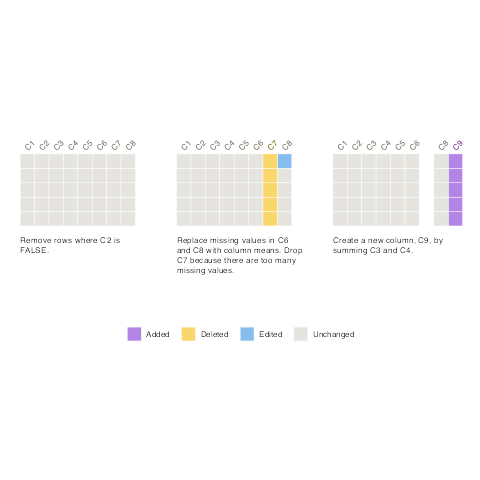 C1 C2 C3 C4 C5 C6 C7 C8
C1 C2 C3 C4 C5 C6 C7 C8
C1 C2 C3 C4 C5 C6 C8 C9
Remove rows where C2 is
FALSE.
Replace missing values in C6
and C8 with column means. Drop
C7 because there are too many
missing values.
Create a new column, C9, by
summing C3 and C4.
Added
Deleted
Edited
Unchanged